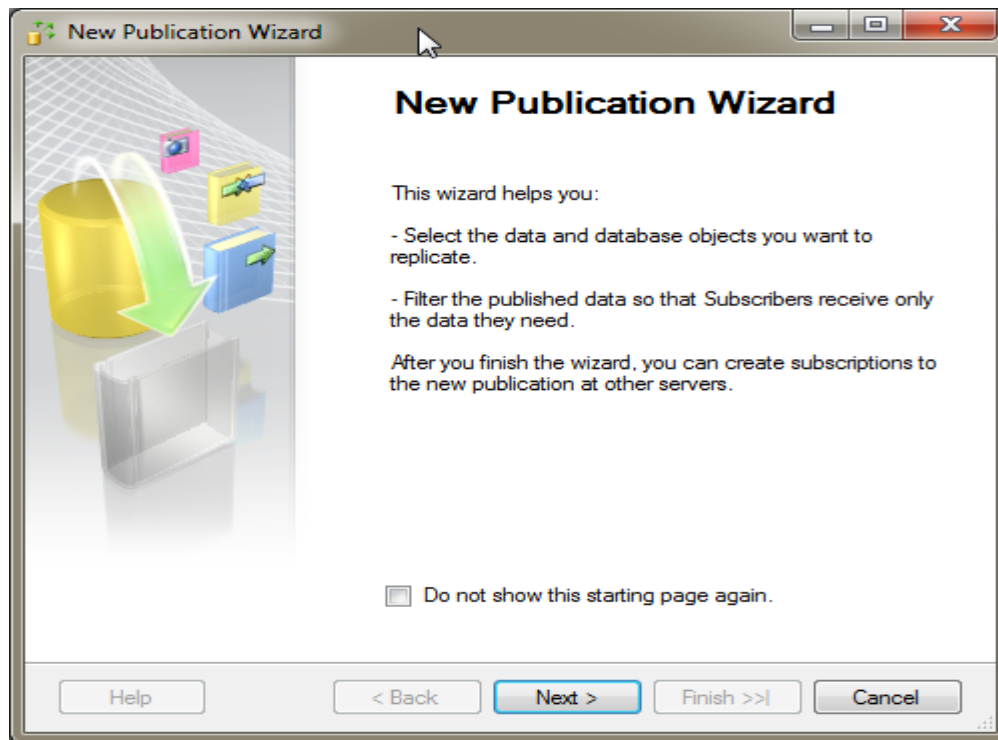 New Publication Wizard
New Publication Wizard
This wizard helps you:
- Select the data and database objects you want to
replicate.
- Filter the published data so that Subscribers receive only
the data they need.
After you finish the wizard, you can create subscriptions to
the new publication at other servers.
Do not show this starting page again.
Help
< Back
Next >
Finish >>|
Cancel